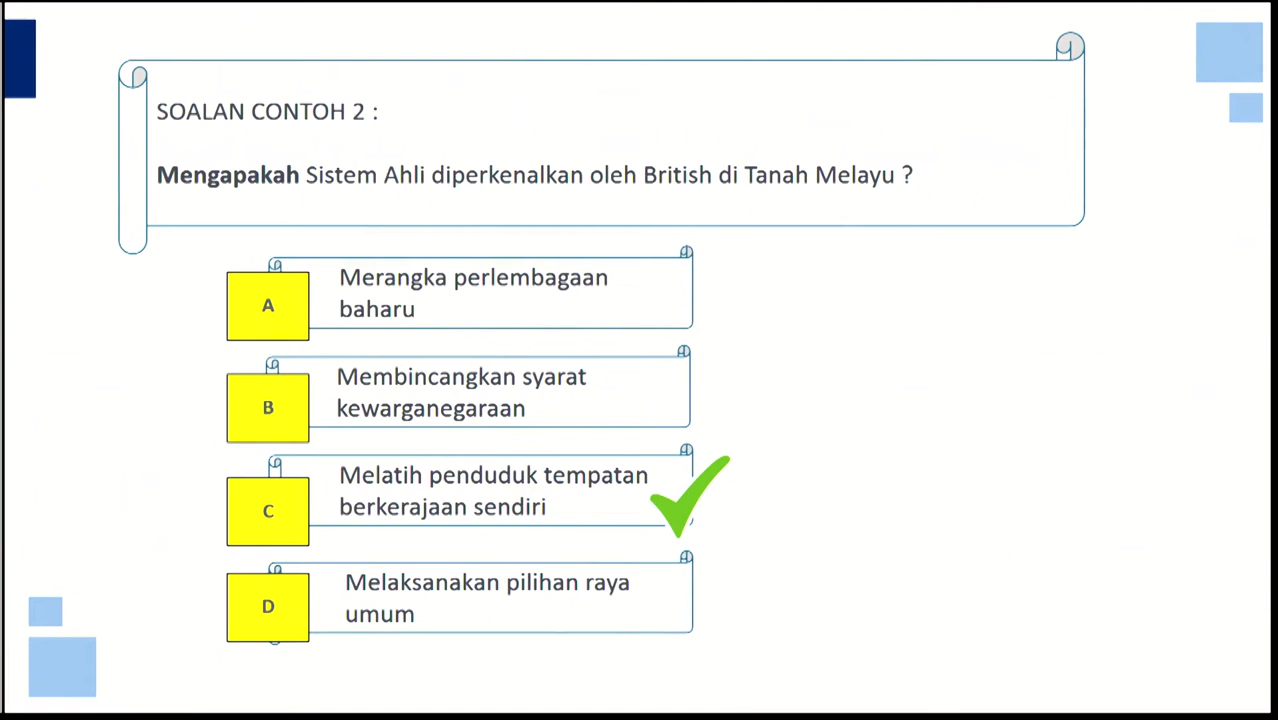 SOALAN CONTOH 2 :
Mengapakah Sistem Ahli diperkenalkan oleh British di Tanah Melayu ?
A
Merangka perlembagaan
baharu
B
Membincangkan syarat
kewarganegaraan
C
Melatih penduduk tempatan
berkerajaan sendiri
D
Melaksanakan pilihan raya
umum